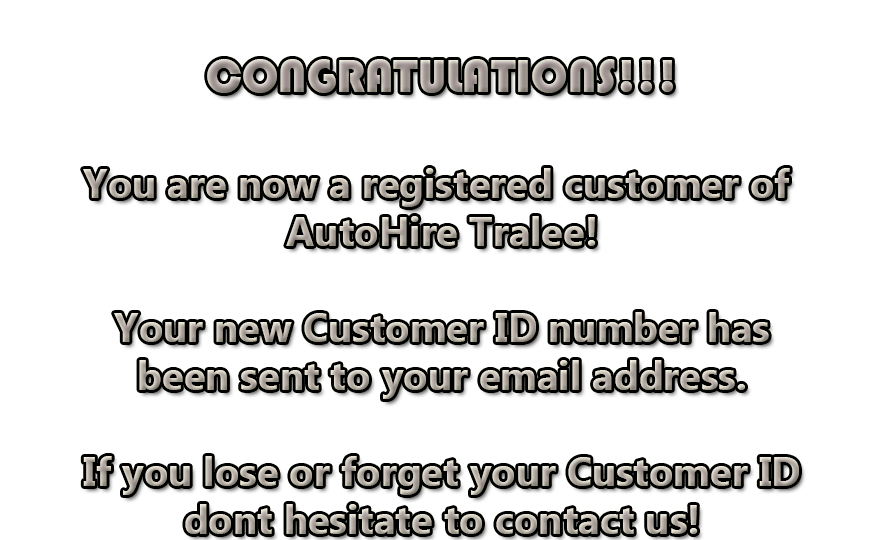 CONGRATULATIONS!!!
You are now a registered customer of
AutoHire Tralee!
Your new Customer ID number has
been sent to your email address.
If you lose or forget your Customer ID
dont hesitate to contact us!